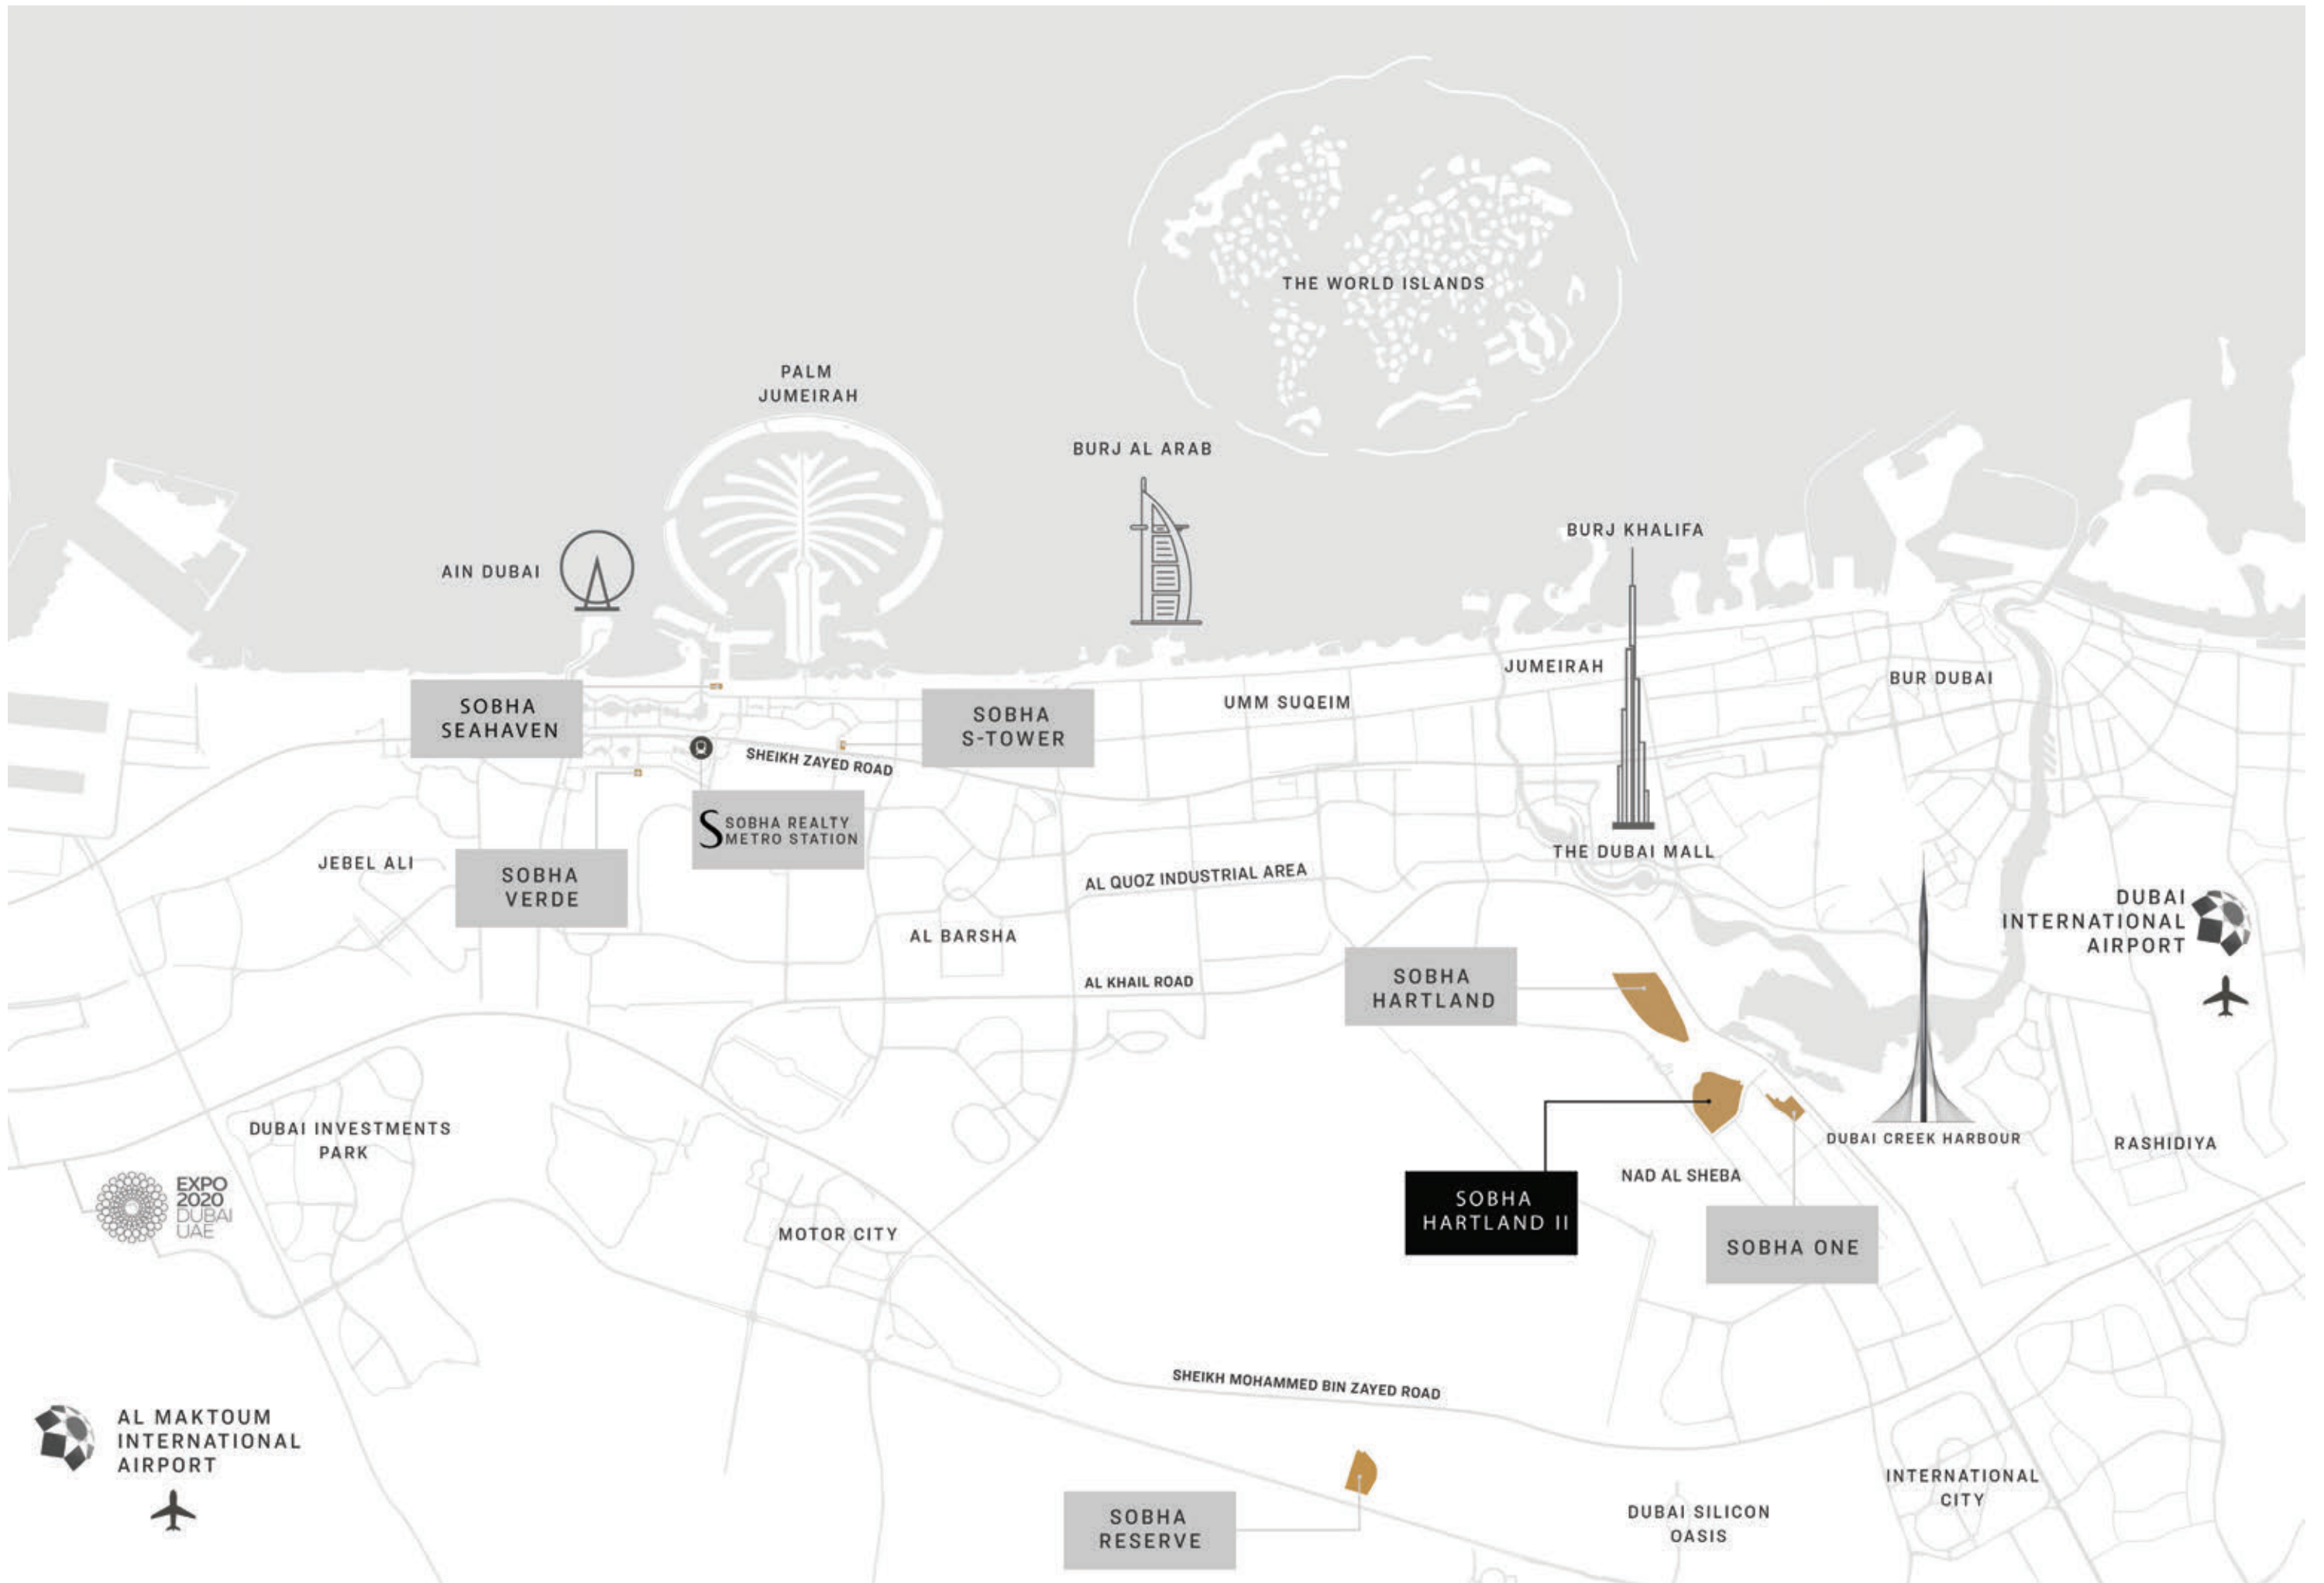 THE WORLD ISLANDS
PALM
JUMEIRAH
BURJ AL ARAB
BURJ KHALIFA
AIN DUBAI
JUMEIRAH
BUR DUBAI
SOBHA
SEAHAVEN
SOBHA
S-TOWER
UMM SUQEIM
SHEIKH ZAYED ROAD
S SOBHA REALTY
METRO STATION
JEBEL ALI
SOBHA
VERDE
THE DUBAI MALL
AL QUOZ INDUSTRIAL AREA
DUBAI
INTERNATIONAL
AIRPORT
AL BARSHA
AL KHAIL ROAD
SOBHA
HARTLAND
DUBAI INVESTMENTS
PARK
DUBAI CREEK HARBOUR
RASHIDIYA
NAD AL SHEBA
EXPO
2020
DUBAI
UAE
SOBHA
HARTLAND II
MOTOR CITY
SOBHA ONE
SHEIKH MOHAMMED BIN ZAYED ROAD
AL MAKTOUM
INTERNATIONAL
AIRPORT
INTERNATIONAL
CITY
SOBHA
RESERVE
DUBAI SILICON
OASIS